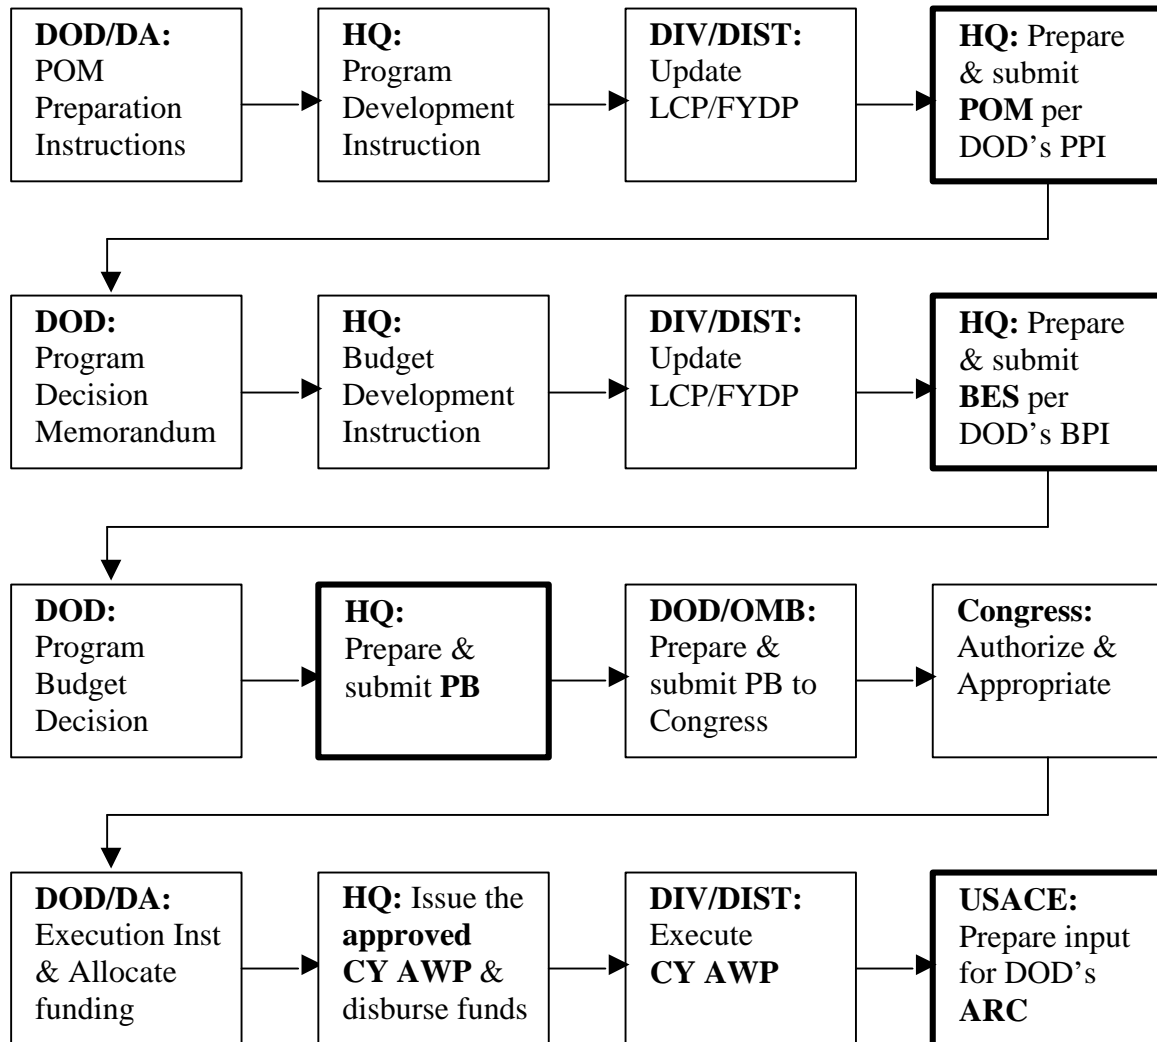 DOD/DA:
POM
Preparation
Instructions
HQ:
Program
Development
Instruction
DIV/DIST:
Update
LCP/FYDP
HQ: Prepare
& submit
POM per
DOD’s PPI
DOD:
Program
Decision
Memorandum
HQ:
Budget
Development
Instruction
DIV/DIST:
Update
LCP/FYDP
HQ: Prepare
& submit
BES per
DOD’s BPI
DOD:
Program
Budget
Decision
HQ:
Prepare &
submit PB
DOD/OMB:
Prepare &
submit PB to
Congress
Congress:
Authorize &
Appropriate
DOD/DA:
Execution Inst
& Allocate
funding
HQ: Issue the
approved
CY AWP &
disburse funds
DIV/DIST:
Execute
CY AWP
USACE:
Prepare input
for DOD’s
ARC